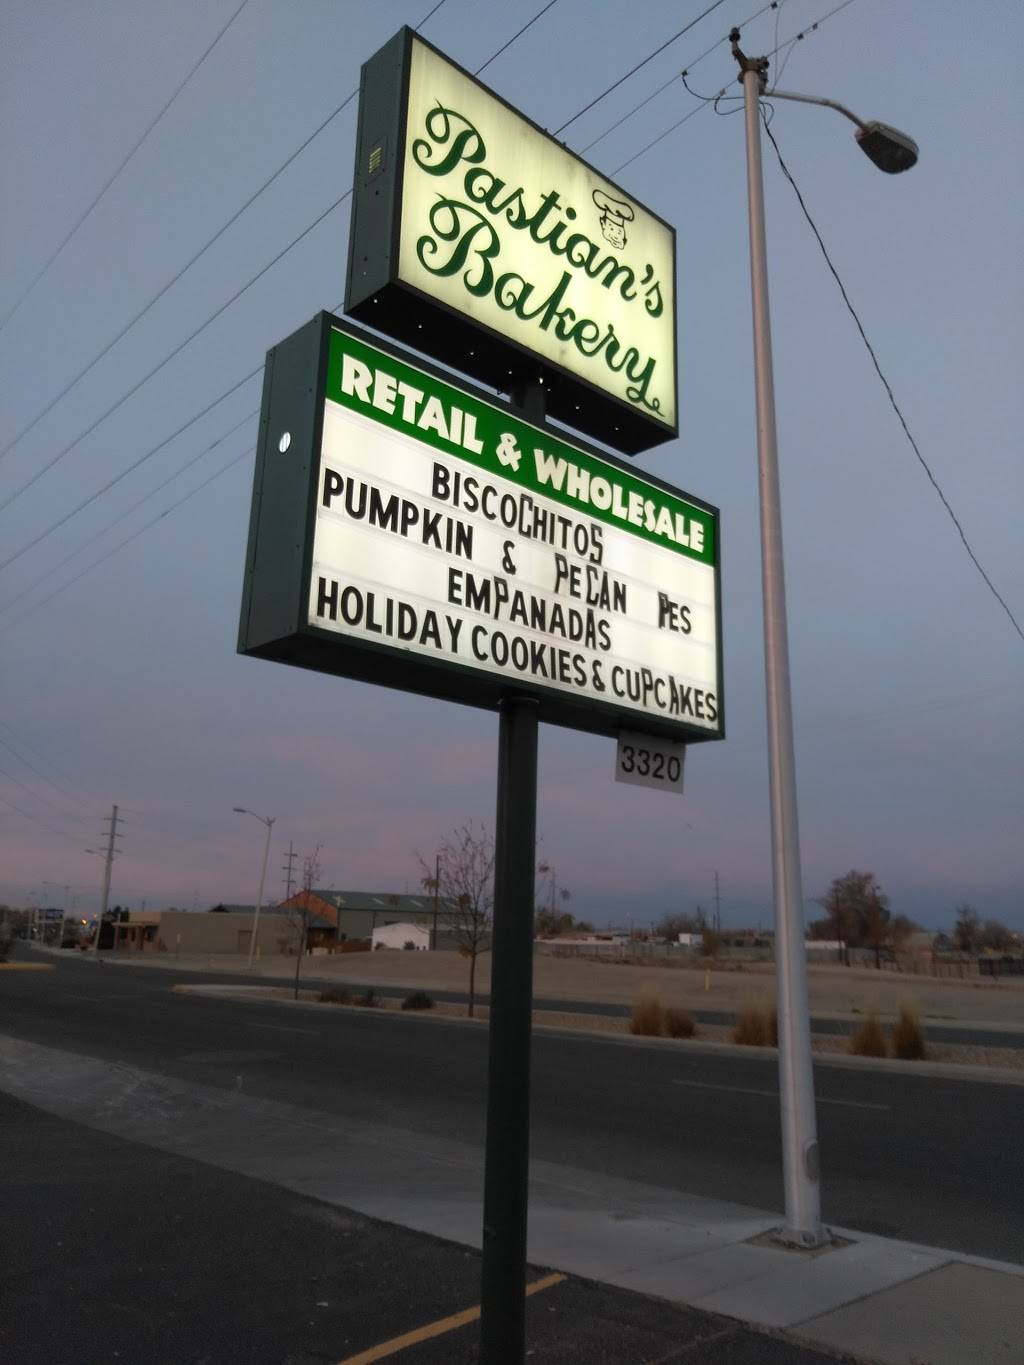 Pastian's
Bakery
RETAIL & WHOLESALE
BISCOCHITOS
PUMPKIN & PECAN PES
EMPANADAS
HOLIDAY COOKIES & CUPCAKES
3320